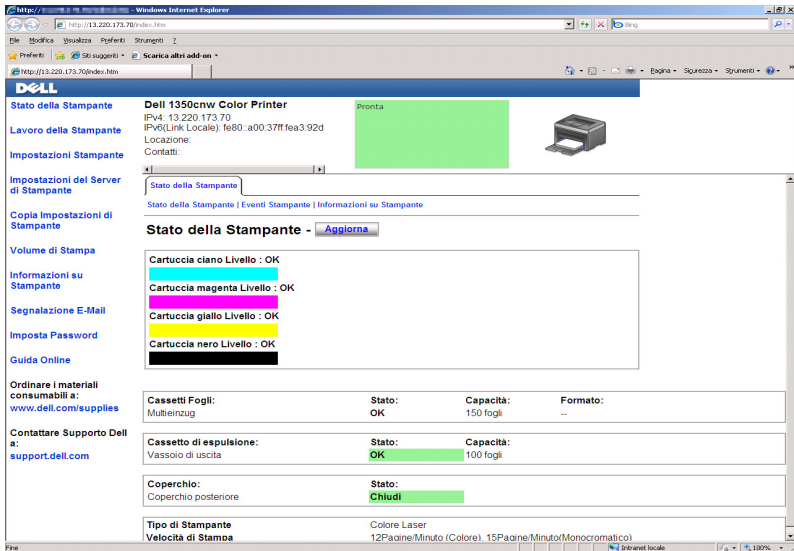 http:// - Windows Internet Explorer
http://13.220.173.70/index.htm
Bing
File Modifica Visualizza Preferiti Strumenti ?
Preferiti Siti suggeriti Scarica altri add-on
http://13.220.173.70/index.htm
Pagina Sicurezza Strumenti
DELL
Stato della Stampante
Lavoro della Stampante
Impostazioni Stampante
Impostazioni del Server
di Stampante
Copia Impostazioni di
Stampante
Volume di Stampa
Informazioni su
Stampante
Segnalazione E-Mail
Imposta Password
Guida Online
Ordinare i materiali
consumabili a:
www.dell.com/supplies
Contattare Supporto Dell
a:
support.dell.com
Dell 1350cnw Color Printer
IPv4: 13.220.173.70
IPv6(Link Locale): fe80::a00:37ff:fea3:92d
Locazione:
Contatti:
Pronta
Stato della Stampante
Stato della Stampante | Eventi Stampante | Informazioni su Stampante
Stato della Stampante - Aggiorna
Cartuccia ciano Livello : OK
Cartuccia magenta Livello : OK
Cartuccia giallo Livello : OK
Cartuccia nero Livello : OK
Cassetti Fogli: Stato: Capacità: Formato:
Multieinzug OK 150 fogli --
Cassetto di espulsione: Stato: Capacità:
Vassoio di uscita OK 100 fogli
Coperchio: Stato:
Coperchio posteriore Chiudi
Tipo di Stampante Colore Laser
Velocità di Stampa 12Pagine/Minuto (Colore), 15Pagine/Minuto(Monocromatico)
Fine Intranet locale 100%